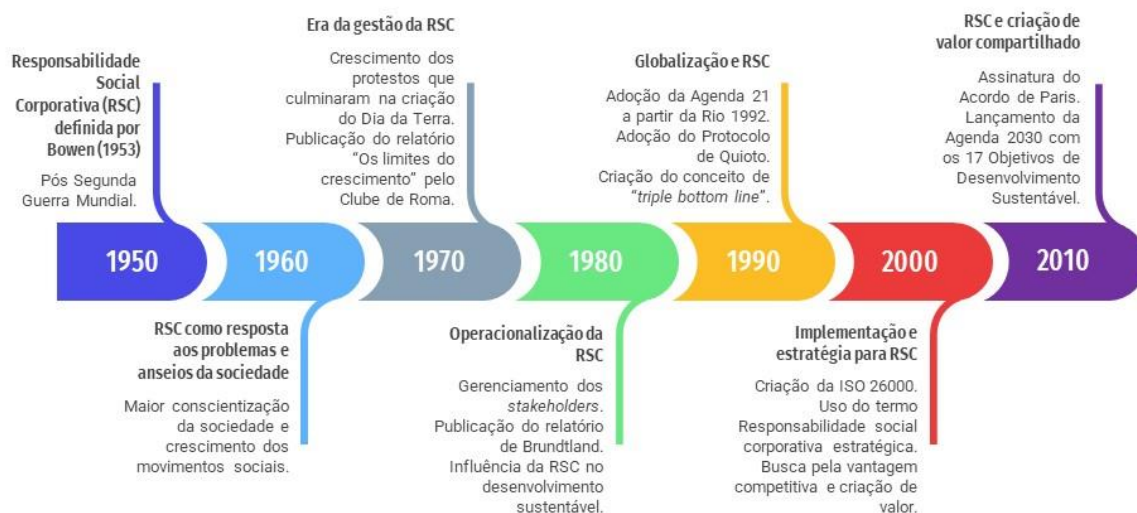 Responsabilidade
Social
Corporativa (RSC)
definida por
Bowen (1953)
Pós Segunda
Guerra Mundial.
Era da gestão da RSC
Crescimento dos
protestos que
culminaram na criação
do Dia da Terra.
Publicação do relatório
“Os limites do
crescimento” pelo
Clube de Roma.
Globalização e RSC
Adoção da Agenda 21
a partir da Rio 1992.
Adoção do Protocolo
de Quioto.
Criação do conceito de
“triple bottom line”.
RSC e criação de
valor compartilhado
Assinatura do
Acordo de Paris.
Lançamento da
Agenda 2030 com
os 17 Objetivos de
Desenvolvimento
Sustentável.
1950
1960
1970
1980
1990
2000
2010
RSC como resposta
aos problemas e
anseios da sociedade
Maior conscientização
da sociedade e
crescimento dos
movimentos sociais.
Operacionalização da
RSC
Gerenciamento dos
stakeholders.
Publicação do relatório
de Brundtland.
Influência da RSC no
desenvolvimento
sustentável.
Implementação e
estratégia para RSC
Criação da ISO 26000.
Uso do termo
Responsabilidade social
corporativa estratégica.
Busca pela vantagem
competitiva e criação de
valor.